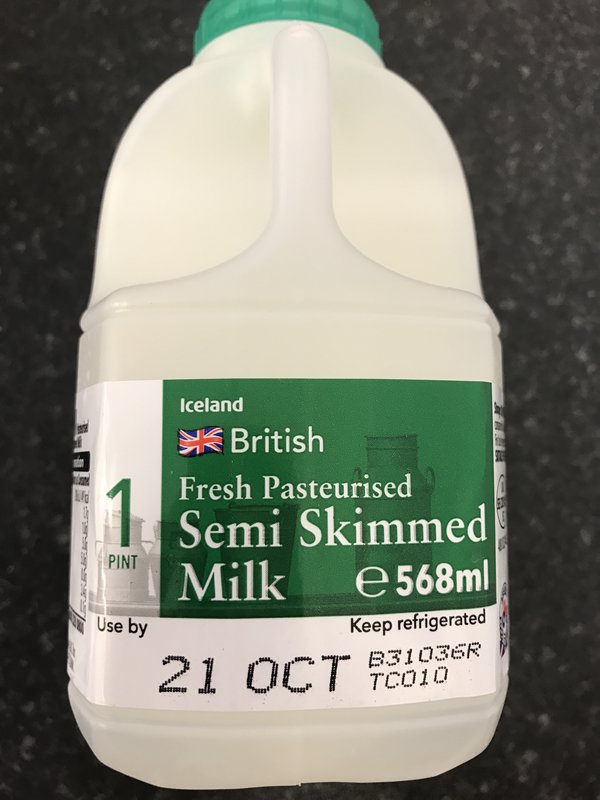 Iceland
British
Fresh Pasteurised
Semi Skimmed
Milk ℮568ml
1
PINT
Use by
Keep refrigerated
21 OCT
B31036R
TC010